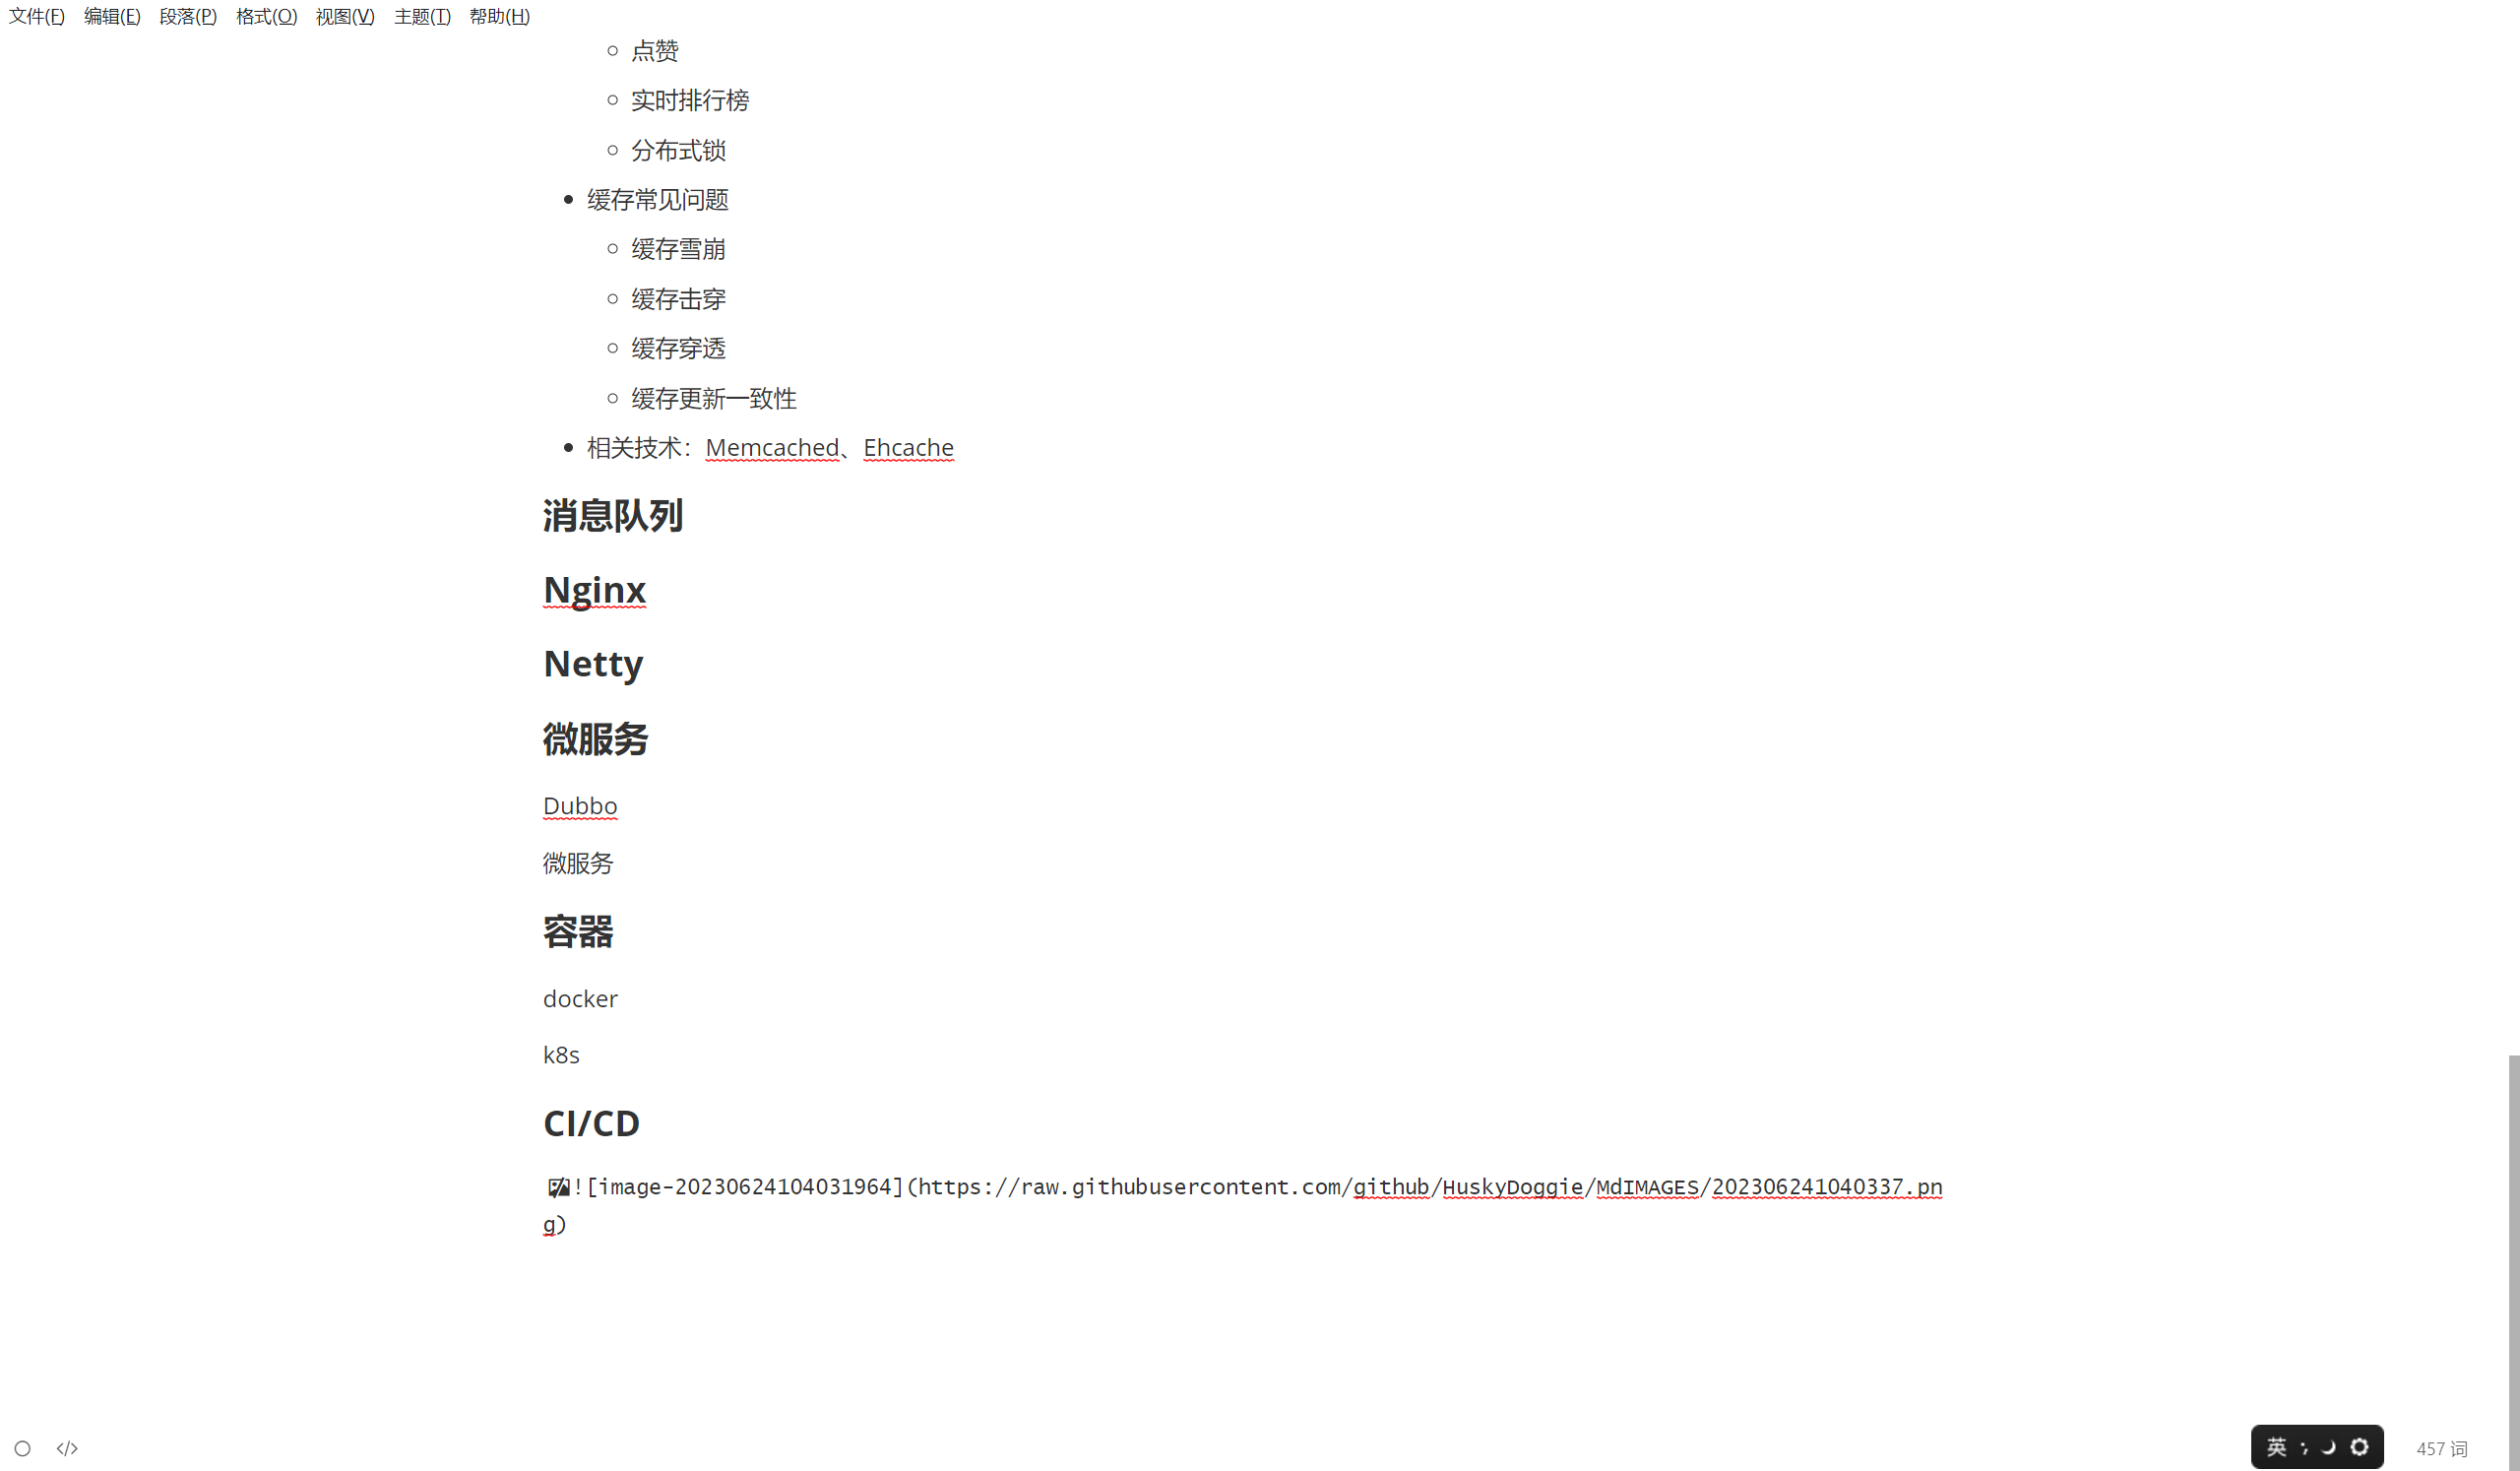 文件(F) 编辑(E) 段落(P) 格式(O) 视图(V) 主题(T) 帮助(H)
点赞
实时排行榜
分布式锁
缓存常见问题
缓存雪崩
缓存击穿
缓存穿透
缓存更新一致性
相关技术：Memcached、Ehcache
消息队列
Nginx
Netty
微服务
Dubbo
微服务
容器
docker
k8s
CI/CD
![image-20230624104031964](https://raw.githubusercontent.com/github/HuskyDoggie/MdIMAGES/202306241040337.pn
g)
</> 英 ·, 457 词